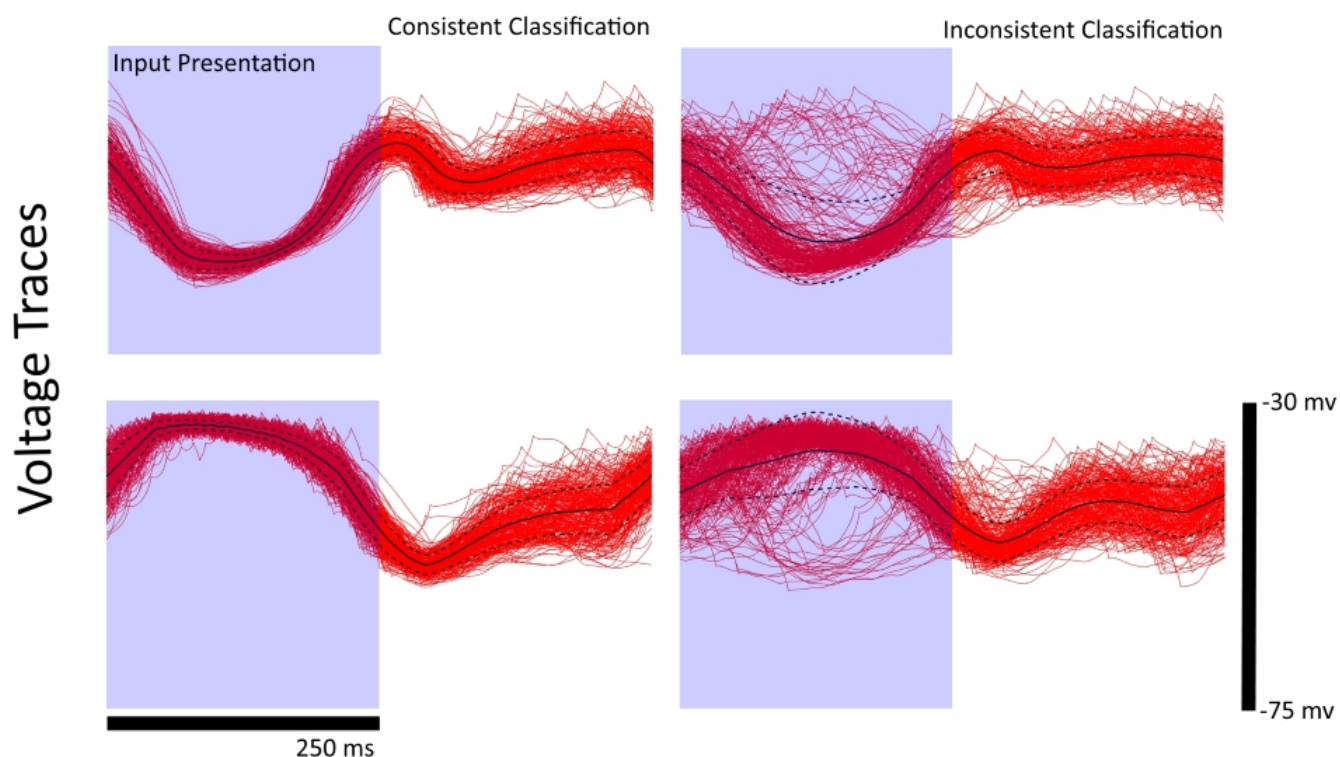 Consistent Classification
Inconsistent Classification
Input Presentation
Voltage Traces
-30 mv
-75 mv
250 ms